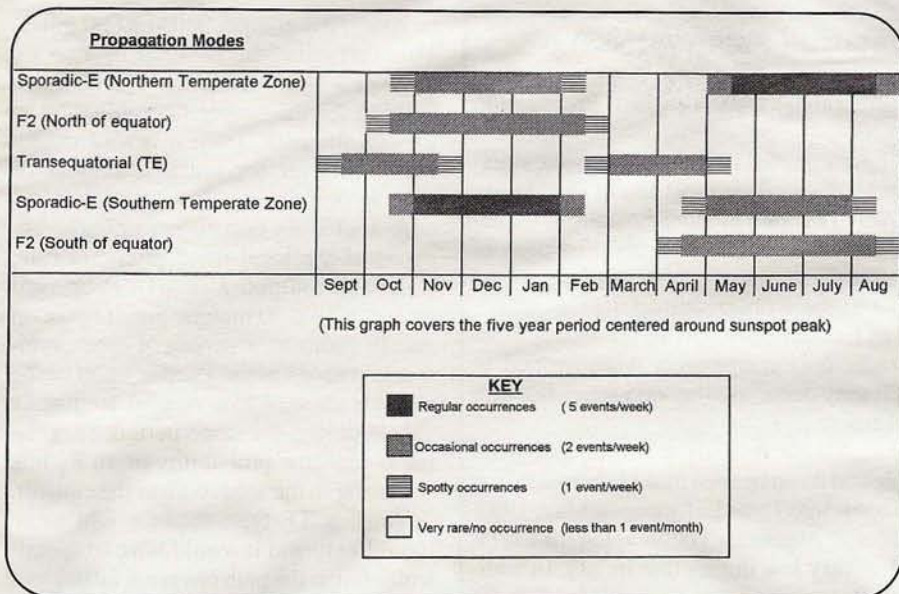 Propagation Modes
Sporadic-E (Northern Temperate Zone)
F2 (North of equator)
Transequatorial (TE)
Sporadic-E (Southern Temperate Zone)
F2 (South of equator)
Sept Oct Nov Dec Jan Feb March April May June July Aug
(This graph covers the five year period centered around sunspot peak)
KEY
Regular occurrences ( 5 events/week)
Occasional occurrences (2 events/week)
Spotty occurrences (1 event/week)
Very rare/no occurrence (less than 1 event/month)